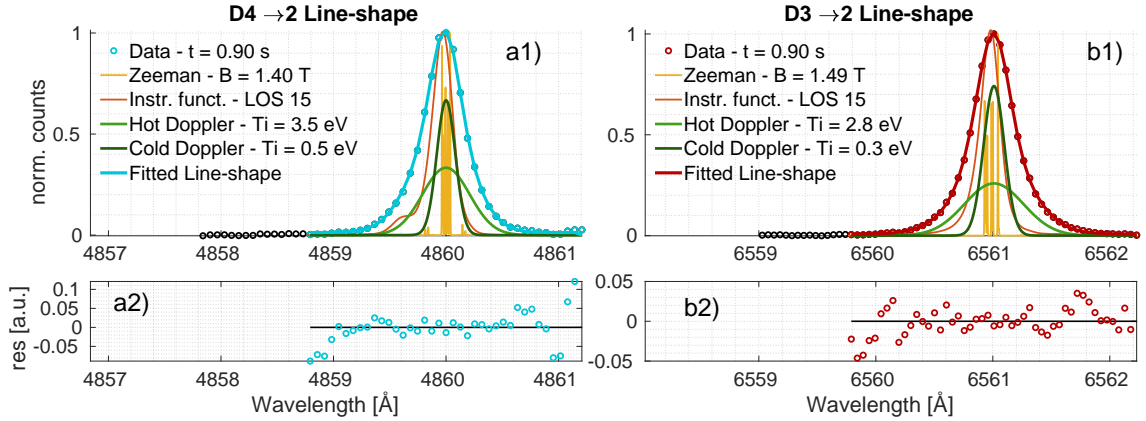 D4 →2 Line-shape
1
0.5
0
norm. counts
a1)
Data - t = 0.90 s
Zeeman - B = 1.40 T
Instr. funct. - LOS 15
Hot Doppler - Ti = 3.5 eV
Cold Doppler - Ti = 0.5 eV
Fitted Line-shape
4857 4858 4859 4860 4861
0.1
0.05
0
-0.05
res [a.u.]
a2)
4857 4858 4859 4860 4861
Wavelength [Å]
D3 →2 Line-shape
1
0.5
0
b1)
Data - t = 0.90 s
Zeeman - B = 1.49 T
Instr. funct. - LOS 15
Hot Doppler - Ti = 2.8 eV
Cold Doppler - Ti = 0.3 eV
Fitted Line-shape
6559 6560 6561 6562
0.05
0
-0.05
b2)
6559 6560 6561 6562
Wavelength [Å]